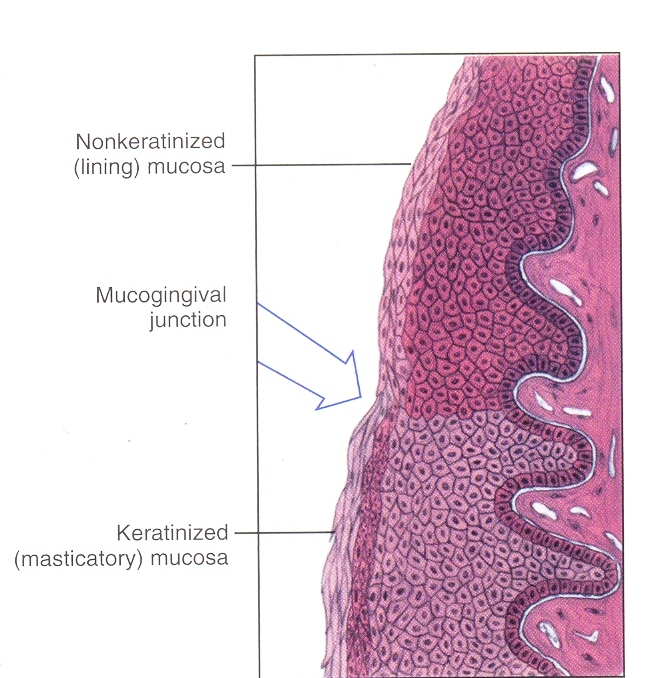 Nonkeratinized
(lining) mucosa
Mucogingival
junction
Keratinized
(masticatory) mucosa